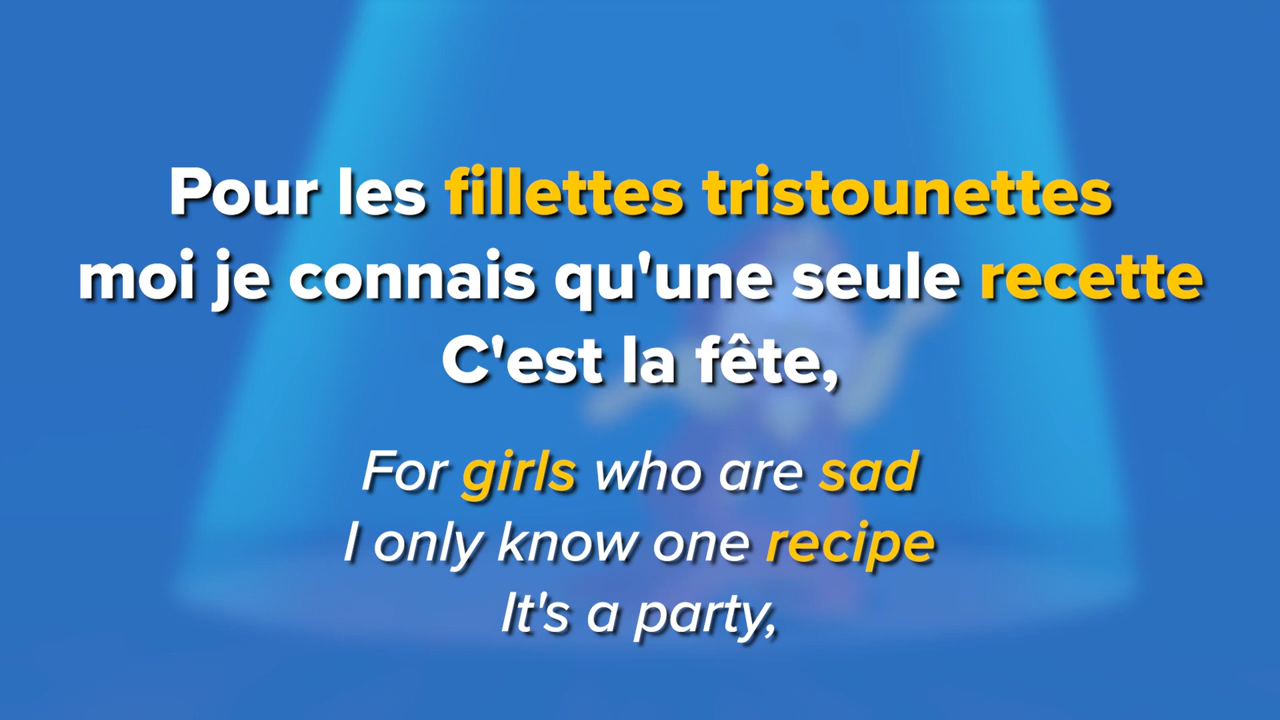 Pour les fillettes tristounettes
moi je connais qu'une seule recette
C'est la fête,
For girls who are sad
I only know one recipe
It's a party,